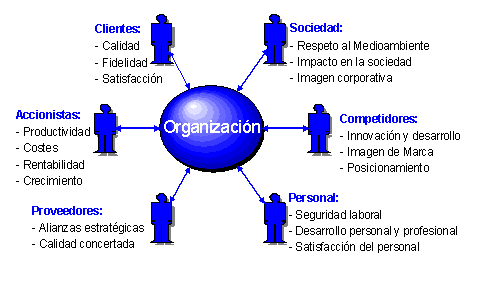 Clientes:
- Calidad
- Fidelidad
- Satisfacción
Sociedad:
- Respeto al Medioambiente
- Impacto en la sociedad
- Imagen corporativa
Accionistas:
- Productividad
- Costes
- Rentabilidad
- Crecimiento
Organización
Competidores:
- Innovación y desarrollo
- Imagen de Marca
- Posicionamiento
Proveedores:
- Alianzas estratégicas
- Calidad concertada
Personal:
- Seguridad laboral
- Desarrollo personal y profesional
- Satisfacción del personal